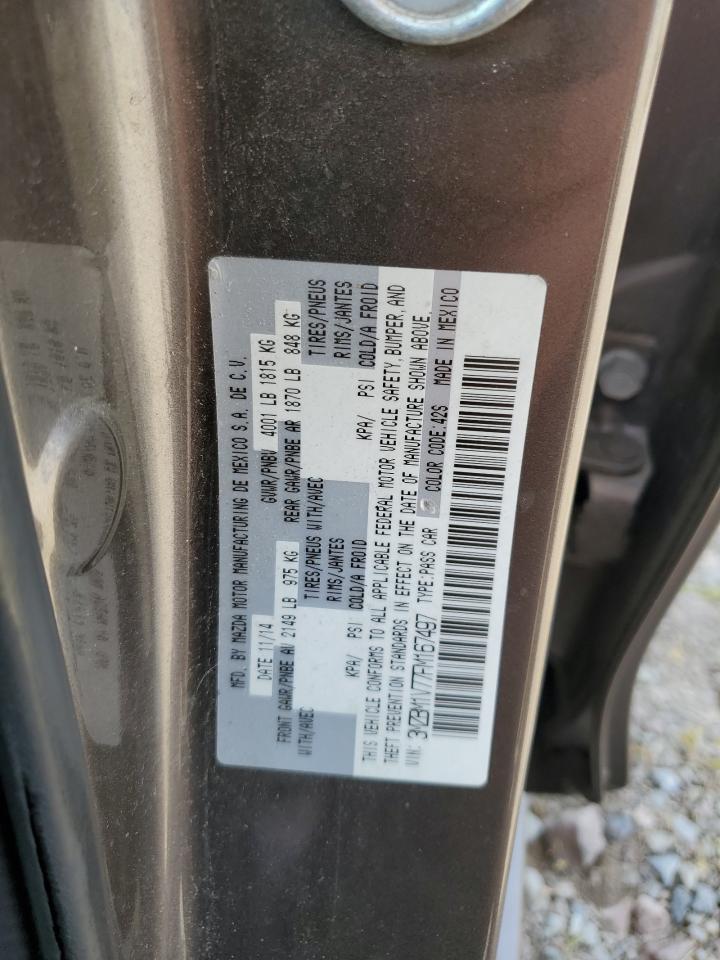 MFD. BY MAZDA MOTOR MANUFACTURING DE MEXICO S.A. DE C.V.
DATE 11/14 GVWR/PNBV 4001 LB 1815 KG
FRONT GAWR/PNBE AV 2149 LB 975 KG REAR GAWR/PNBE AR 1870 LB 848 KG
WITH/AVEC TIRES/PNEUS WITH/AVEC TIRES/PNEUS
RIMS/JANTES RIMS/JANTES
KPA/ PSI COLD/A FROID KPA/ PSI COLD/A FROID
THIS VEHICLE CONFORMS TO ALL APPLICABLE FEDERAL MOTOR VEHICLE SAFETY, BUMPER, AND
THEFT PREVENTION STANDARDS IN EFFECT ON THE DATE OF MANUFACTURE SHOWN ABOVE.
VIN: 3MZBM1V77FM167497 TYPE:PASS CAR COLOR CODE:42S MADE IN MEXICO